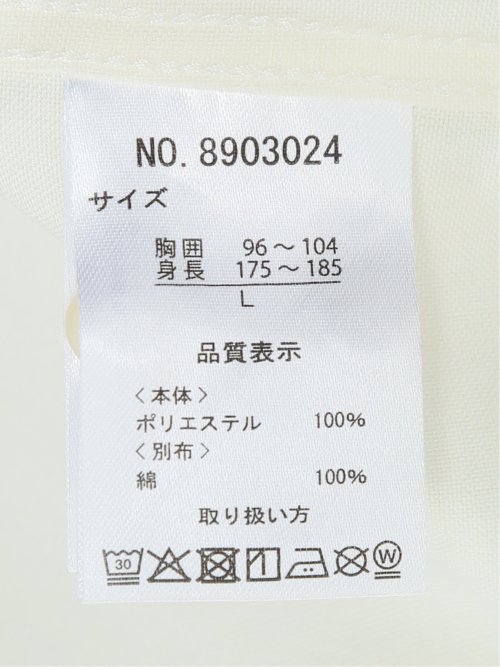 NO. 8903024
サイズ
胸囲 96～104
身長 175～185
L
品質表示
〈本体〉
ポリエステル 100%
〈別布〉
綿 100%
取り扱い方
30 W